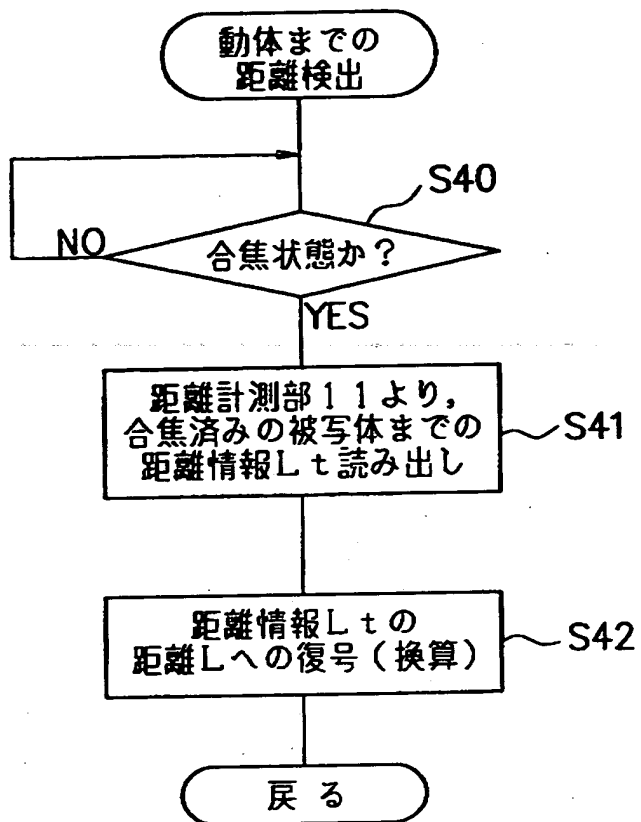 動体までの
距離検出
S40
NO
合焦状態か？
YES
距離計測部11より,
合焦済みの被写体までの
距離情報Lt読み出し
S41
距離情報Ltの
距離Lへの復号(換算)
S42
戻る